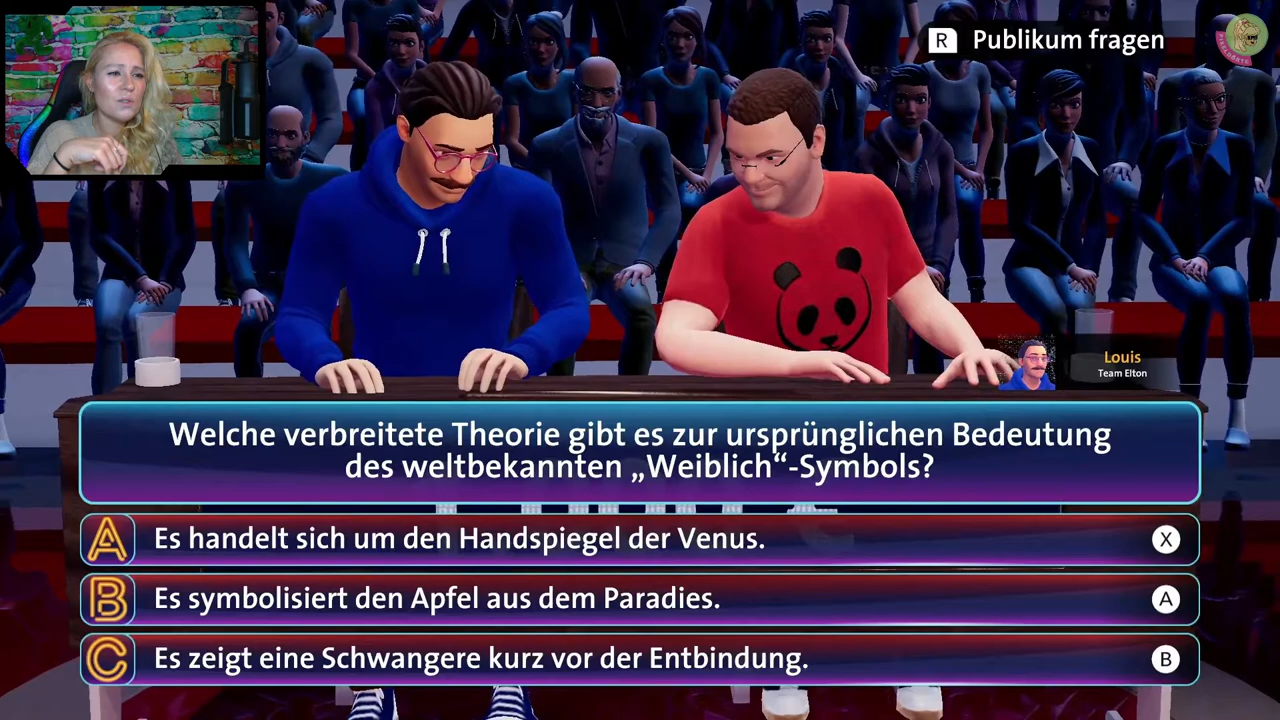 R Publikum fragen
Louis
Team Elton
Welche verbreitete Theorie gibt es zur ursprünglichen Bedeutung
des weltbekannten „Weiblich“-Symbols?
A Es handelt sich um den Handspiegel der Venus. X
B Es symbolisiert den Apfel aus dem Paradies. A
C Es zeigt eine Schwangere kurz vor der Entbindung. B